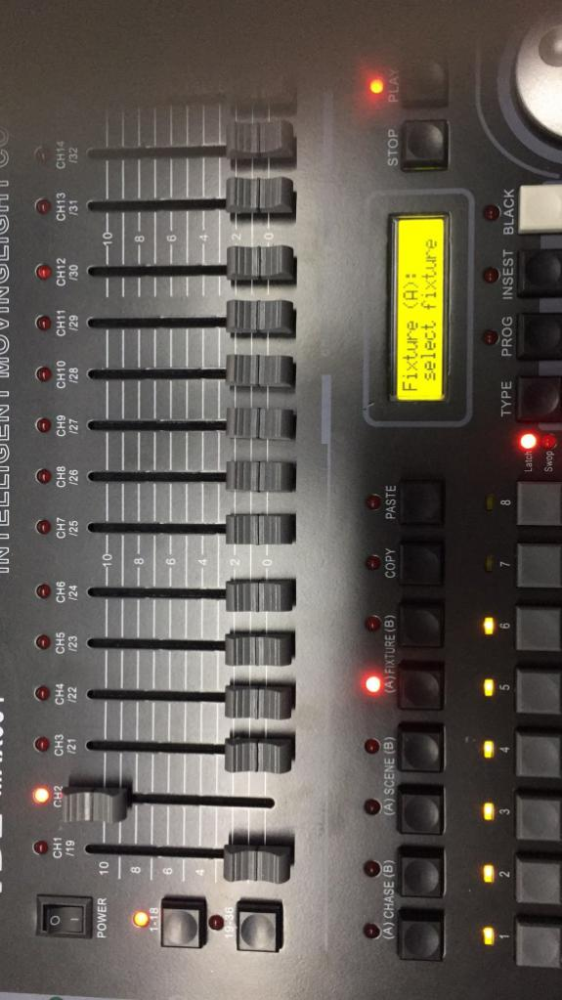 INTELLIGENT MOVINGLIGHT CO
CH1
/19
CH2
CH3
/21
CH4
/22
CH5
/23
CH6
/24
CH7
/25
CH8
/26
CH9
/27
CH10
/28
CH11
/29
CH12
/30
CH13
/31
CH14
/32
10
8
6
4
10
8
6
4
2
0
10
8
6
4
2
0
POWER
1-18
19-36
(A) CHASE (B)
(A) SCENE (B)
(A) FIXTURE (B)
COPY
PASTE
Fixture (A):
select fixture
STOP
PLAY
TYPE
PROG
INSEST
BLACK
Latch
Swop
1
2
3
4
5
6
7
8